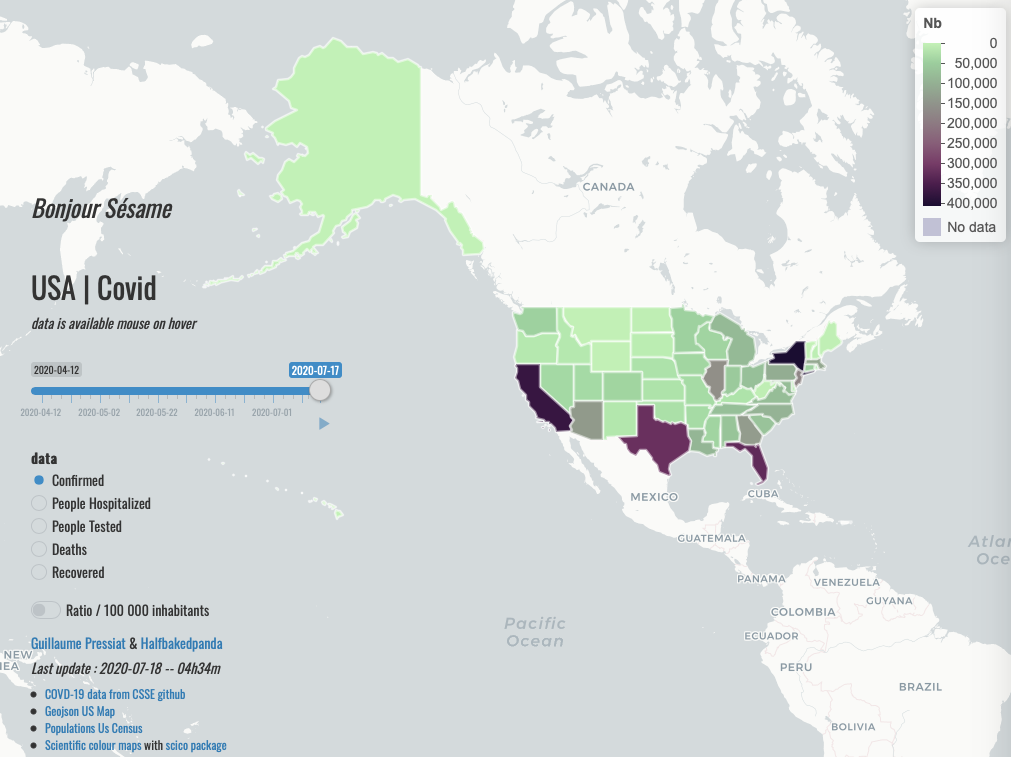 Nb
0
50,000
100,000
150,000
200,000
250,000
300,000
350,000
400,000
No data
CANADA
Bonjour Sésame
USA | Covid
data is available mouse on hover
2020-04-12
2020-07-17
2020-04-12 2020-05-02 2020-05-22 2020-06-11 2020-07-01
data
Confirmed
People Hospitalized
People Tested
Deaths
Recovered
Ratio / 100 000 inhabitants
Guillaume Pressiat & Halfbakedpanda
Last update : 2020-07-18 -- 04h34m
COVD-19 data from CSSE github
Geojson US Map
Populations Us Census
Scientific colour maps with scico package
MEXICO
CUBA
GUATEMALA
PANAMA
VENEZUELA
GUYANA
COLOMBIA
ECUADOR
PERU
BRAZIL
BOLIVIA
Pacific
Ocean
Atlan
Oce
NEW